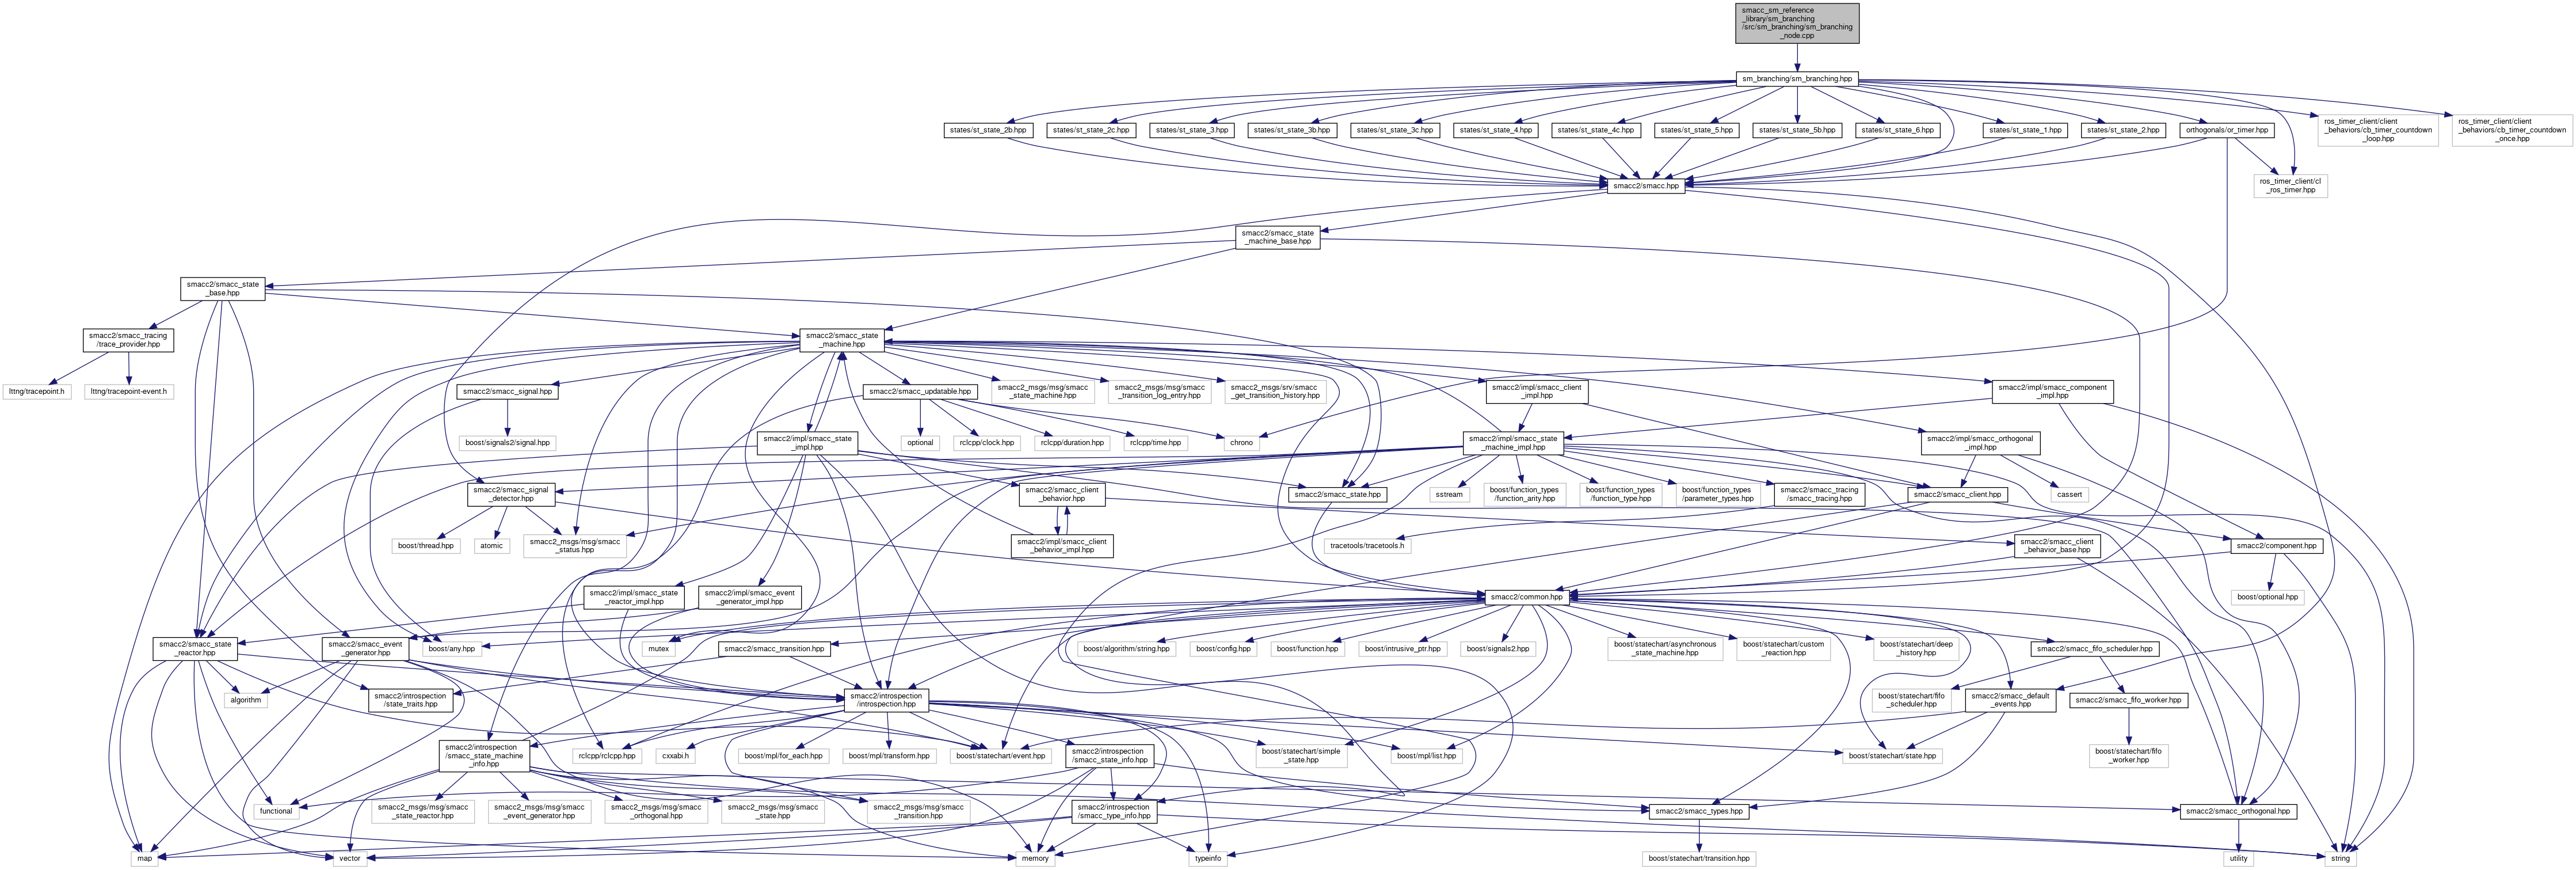 smacc_sm_reference
_library/sm_branching
/src/sm_branching/sm_branching
_node.cpp
sm_branching/sm_branching.hpp
states/st_state_2b.hpp
states/st_state_2c.hpp
states/st_state_3.hpp
states/st_state_3b.hpp
states/st_state_3c.hpp
states/st_state_4.hpp
states/st_state_4c.hpp
states/st_state_5.hpp
states/st_state_5b.hpp
states/st_state_6.hpp
states/st_state_1.hpp
states/st_state_2.hpp
orthogonals/or_timer.hpp
ros_timer_client/client
_behaviors/cb_timer_countdown
_loop.hpp
ros_timer_client/client
_behaviors/cb_timer_countdown
_once.hpp
smacc2/smacc.hpp
ros_timer_client/cl
_ros_timer.hpp
smacc2/smacc_state
_machine_base.hpp
smacc2/smacc_state
_base.hpp
smacc2/smacc_tracing
/trace_provider.hpp
smacc2/smacc_state
_machine.hpp
lttng/tracepoint.h
lttng/tracepoint-event.h
smacc2/smacc_signal.hpp
smacc2/smacc_updatable.hpp
smacc2_msgs/msg/smacc
_state_machine.hpp
smacc2_msgs/msg/smacc
_transition_log_entry.hpp
smacc2_msgs/srv/smacc
_get_transition_history.hpp
smacc2/impl/smacc_client
_impl.hpp
smacc2/impl/smacc_component
_impl.hpp
boost/signals2/signal.hpp
smacc2/impl/smacc_state
_impl.hpp
optional
rclcpp/clock.hpp
rclcpp/duration.hpp
rclcpp/time.hpp
chrono
smacc2/impl/smacc_state
_machine_impl.hpp
smacc2/impl/smacc_orthogonal
_impl.hpp
smacc2/smacc_signal
_detector.hpp
smacc2/smacc_client
_behavior.hpp
smacc2/smacc_state.hpp
sstream
boost/function_types
/function_arity.hpp
boost/function_types
/function_type.hpp
boost/function_types
/parameter_types.hpp
smacc2/smacc_tracing
/smacc_tracing.hpp
smacc2/smacc_client.hpp
cassert
boost/thread.hpp
atomic
smacc2_msgs/msg/smacc
_status.hpp
smacc2/impl/smacc_client
_behavior_impl.hpp
tracetools/tracetools.h
smacc2/smacc_client
_behavior_base.hpp
smacc2/component.hpp
smacc2/impl/smacc_state
_reactor_impl.hpp
smacc2/impl/smacc_event
_generator_impl.hpp
smacc2/common.hpp
boost/optional.hpp
smacc2/smacc_state
_reactor.hpp
smacc2/smacc_event
_generator.hpp
boost/any.hpp
mutex
smacc2/smacc_transition.hpp
boost/algorithm/string.hpp
boost/config.hpp
boost/function.hpp
boost/intrusive_ptr.hpp
boost/signals2.hpp
boost/statechart/asynchronous
_state_machine.hpp
boost/statechart/custom
_reaction.hpp
boost/statechart/deep
_history.hpp
smacc2/smacc_fifo_scheduler.hpp
algorithm
smacc2/introspection
/state_traits.hpp
smacc2/introspection
/introspection.hpp
boost/statechart/fifo
_scheduler.hpp
smacc2/smacc_default
_events.hpp
smacc2/smacc_fifo_worker.hpp
smacc2/introspection
/smacc_state_machine
_info.hpp
rclcpp/rclcpp.hpp
cxxabi.h
boost/mpl/for_each.hpp
boost/mpl/transform.hpp
boost/statechart/event.hpp
smacc2/introspection
/smacc_state_info.hpp
boost/statechart/simple
_state.hpp
boost/mpl/list.hpp
boost/statechart/state.hpp
boost/statechart/fifo
_worker.hpp
functional
smacc2_msgs/msg/smacc
_state_reactor.hpp
smacc2_msgs/msg/smacc
_event_generator.hpp
smacc2_msgs/msg/smacc
_orthogonal.hpp
smacc2_msgs/msg/smacc
_state.hpp
smacc2_msgs/msg/smacc
_transition.hpp
smacc2/introspection
/smacc_type_info.hpp
smacc2/smacc_types.hpp
smacc2/smacc_orthogonal.hpp
map
vector
memory
typeinfo
boost/statechart/transition.hpp
utility
string